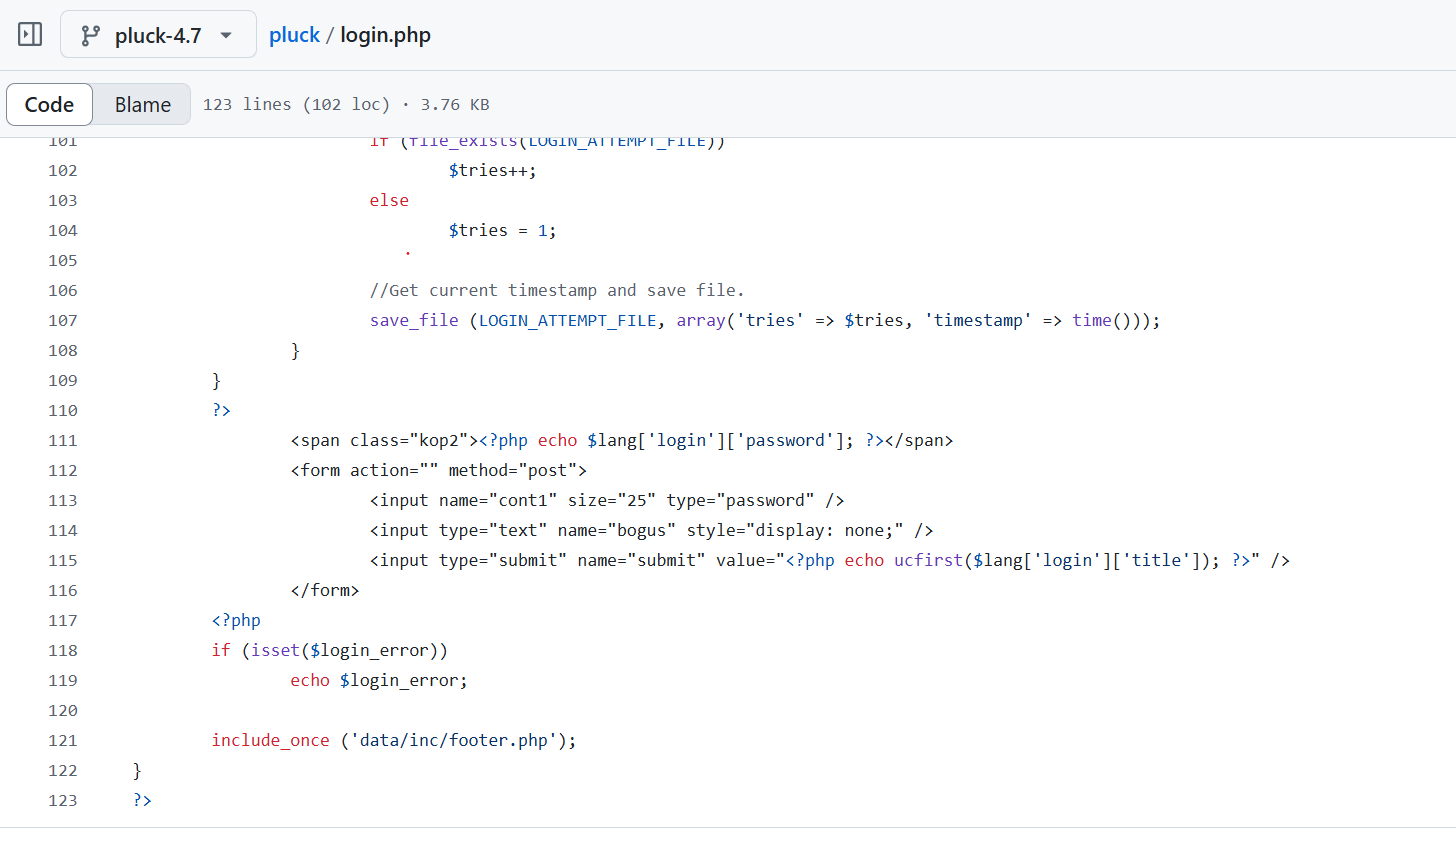 pluck-4.7 pluck / login.php
Code Blame 123 lines (102 loc) · 3.76 KB
101 if (file_exists(LOGIN_ATTEMPT_FILE))
102 $tries++;
103 else
104 $tries = 1;
105
106 //Get current timestamp and save file.
107 save_file (LOGIN_ATTEMPT_FILE, array('tries' => $tries, 'timestamp' => time()));
108 }
109 }
110 ?>
111 <span class="kop2"><?php echo $lang['login']['password']; ?></span>
112 <form action="" method="post">
113 <input name="cont1" size="25" type="password" />
114 <input type="text" name="bogus" style="display: none;" />
115 <input type="submit" name="submit" value="<?php echo ucfirst($lang['login']['title']); ?>" />
116 </form>
117 <?php
118 if (isset($login_error))
119 echo $login_error;
120
121 include_once ('data/inc/footer.php');
122 }
123 ?>